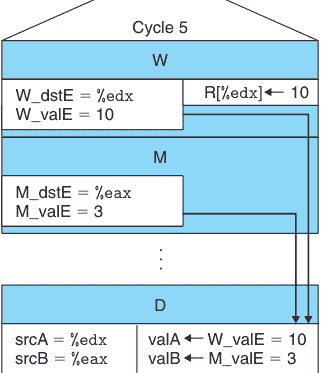 Cycle 5
W
W_dstE = %edx
W_valE = 10
R[%edx] ← 10
M
M_dstE = %eax
M_valE = 3
D
srcA = %edx
srcB = %eax
valA ← W_valE = 10
valB ← M_valE = 3